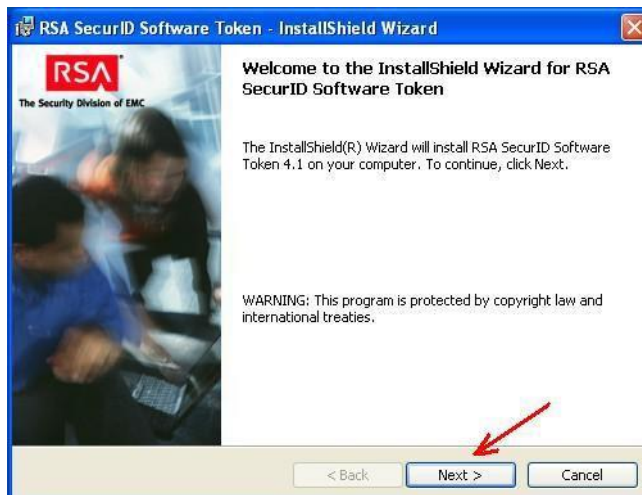 RSA SecurID Software Token - InstallShield Wizard
RSA
The Security Division of EMC
Welcome to the InstallShield Wizard for RSA
SecurID Software Token
The InstallShield(R) Wizard will install RSA SecurID Software
Token 4.1 on your computer. To continue, click Next.
WARNING: This program is protected by copyright law and
international treaties.
< Back
Next >
Cancel